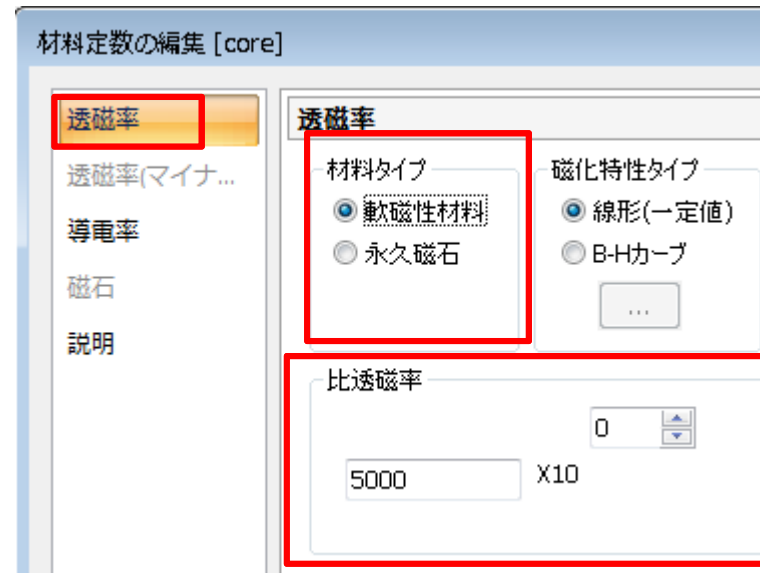 材料定数の編集 [core]
透磁率
透磁率(マイナ...
導電率
磁石
説明
透磁率
材料タイプ
軟磁性材料
永久磁石
磁化特性タイプ
線形(一定値)
B-Hカーブ
...
比透磁率
0
5000 X10